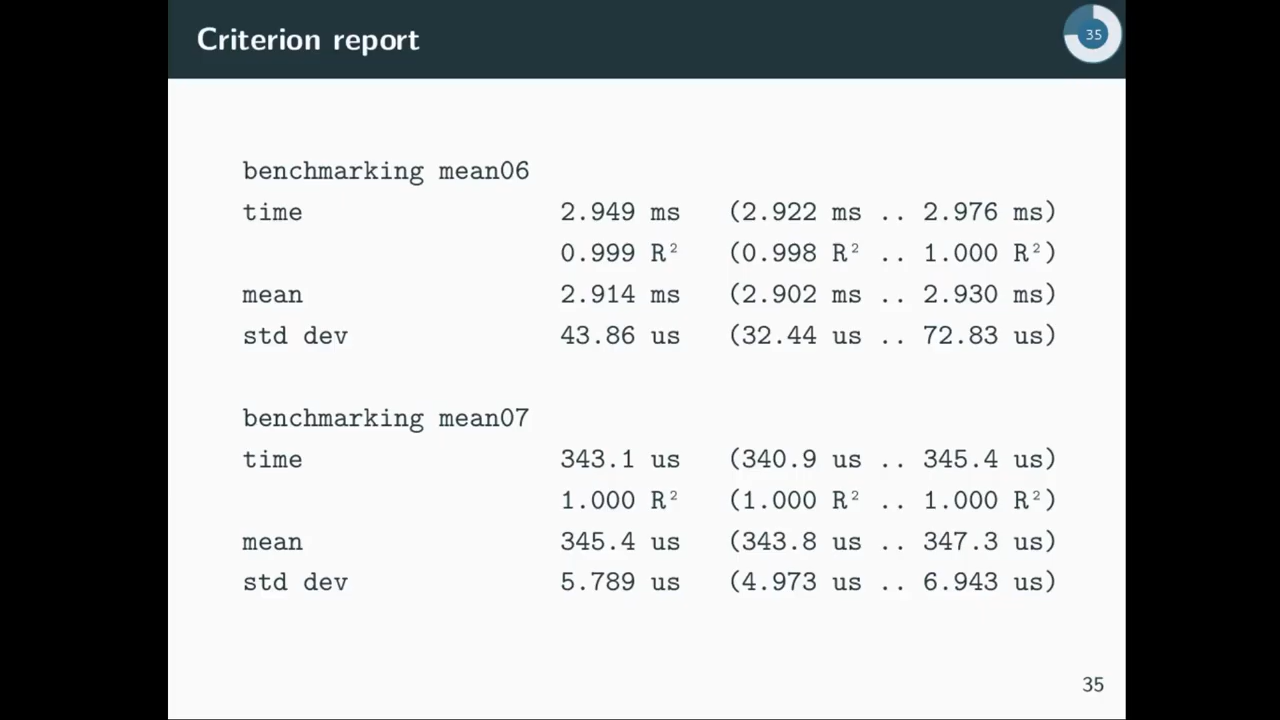 Criterion report
35
benchmarking mean06
time 2.949 ms (2.922 ms .. 2.976 ms)
0.999 R² (0.998 R² .. 1.000 R²)
mean 2.914 ms (2.902 ms .. 2.930 ms)
std dev 43.86 us (32.44 us .. 72.83 us)
benchmarking mean07
time 343.1 us (340.9 us .. 345.4 us)
1.000 R² (1.000 R² .. 1.000 R²)
mean 345.4 us (343.8 us .. 347.3 us)
std dev 5.789 us (4.973 us .. 6.943 us)
35